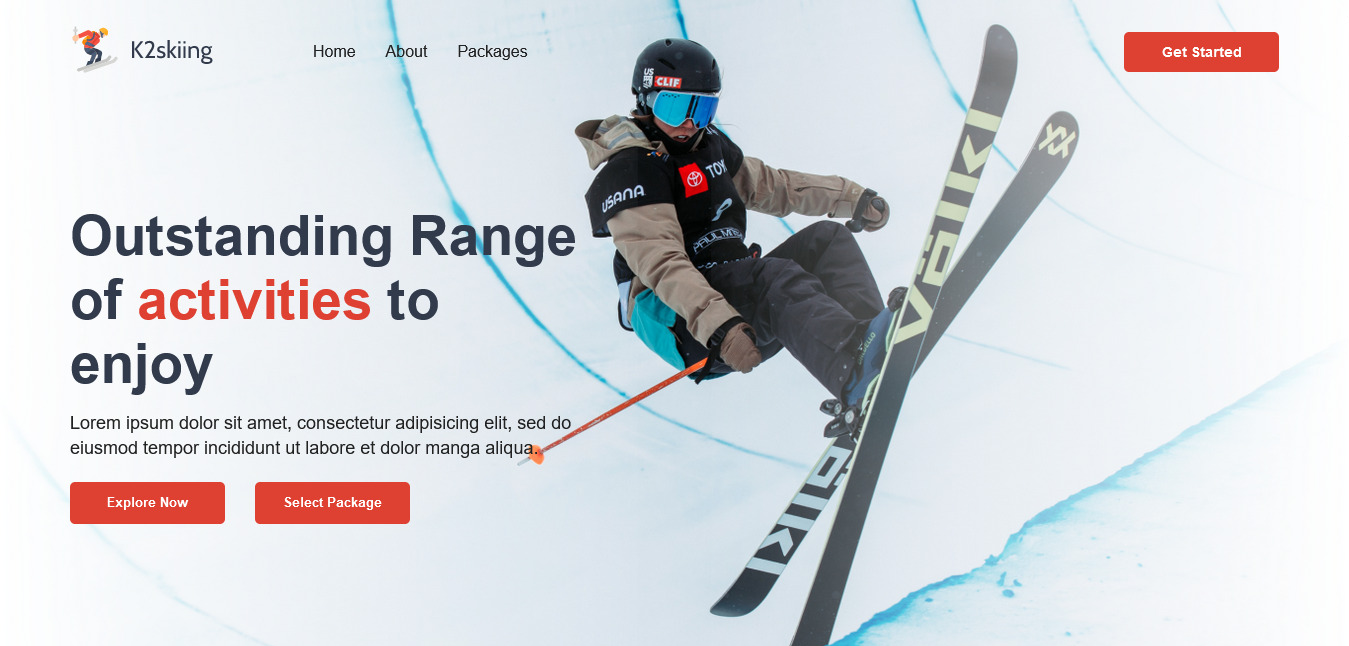 K2skiing
Home About Packages
Get Started
US
CLIF
TOY
USANA
Outstanding Range
of activities to
enjoy
VÖLKL
VÖLKL
Lorem ipsum dolor sit amet, consectetur adipisicing elit, sed do
eiusmod tempor incididunt ut labore et dolor manga aliqua.
Explore Now
Select Package